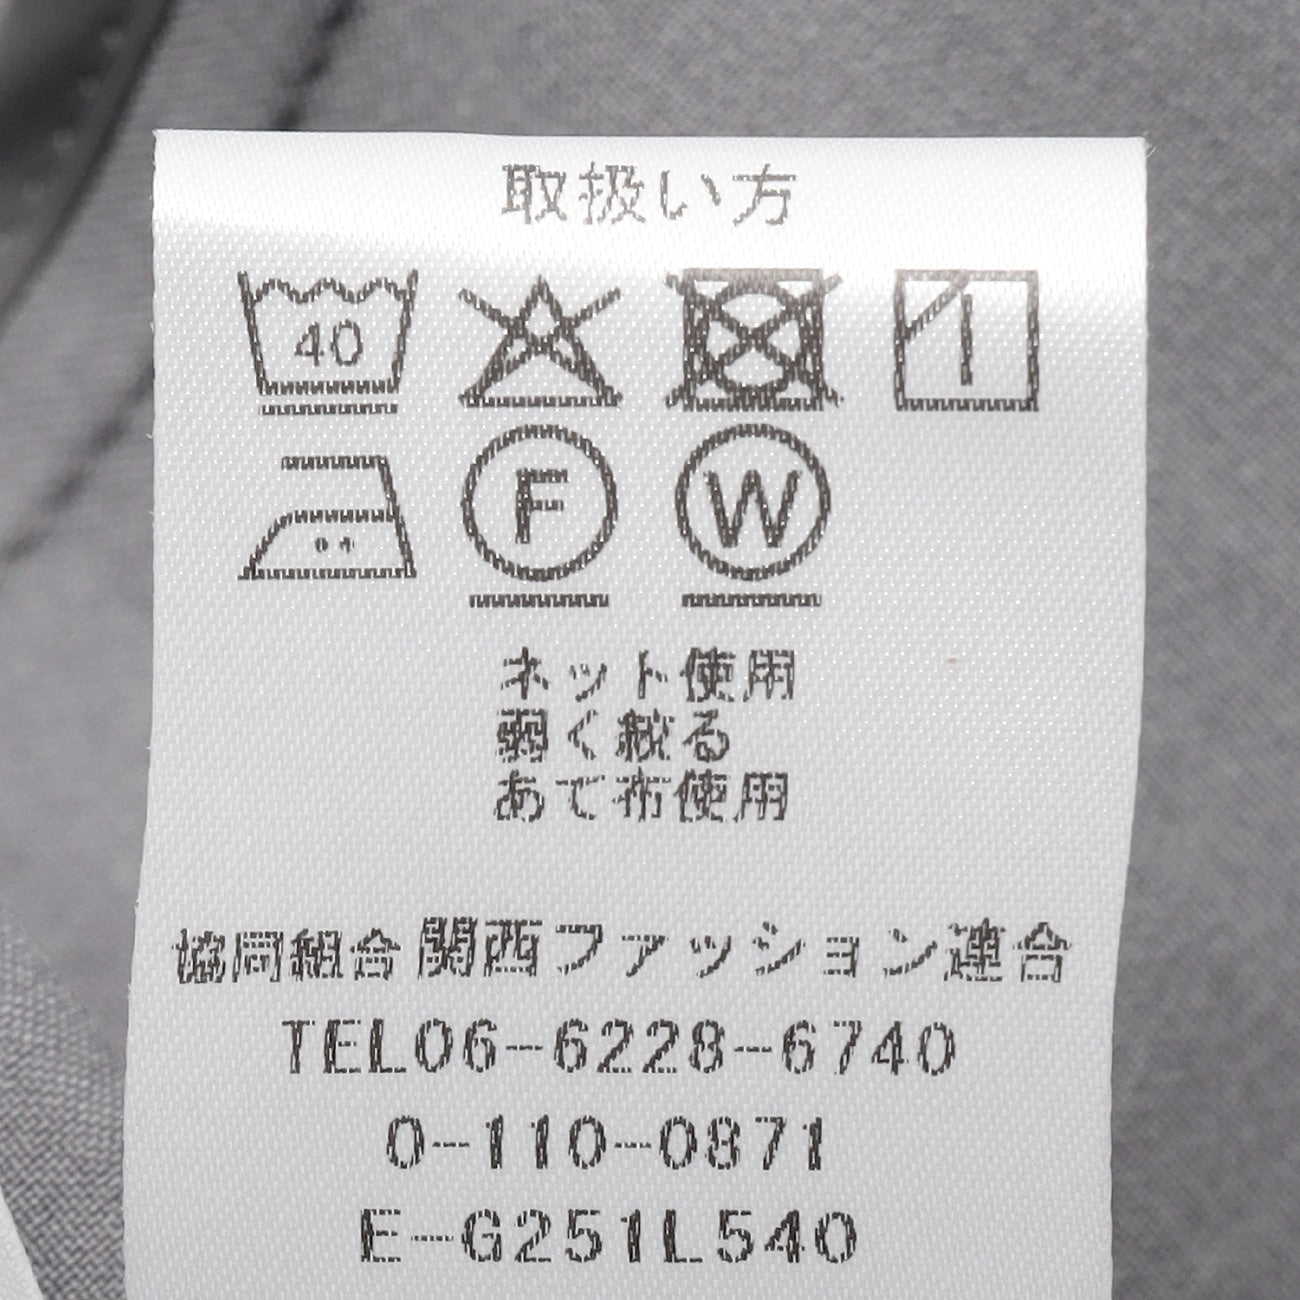 取扱い方
40
F W
ネット使用
弱く絞る
あて布使用
協同組合関西ファッション連合
TEL06-6228-6740
0-110-0871
E-G251L540